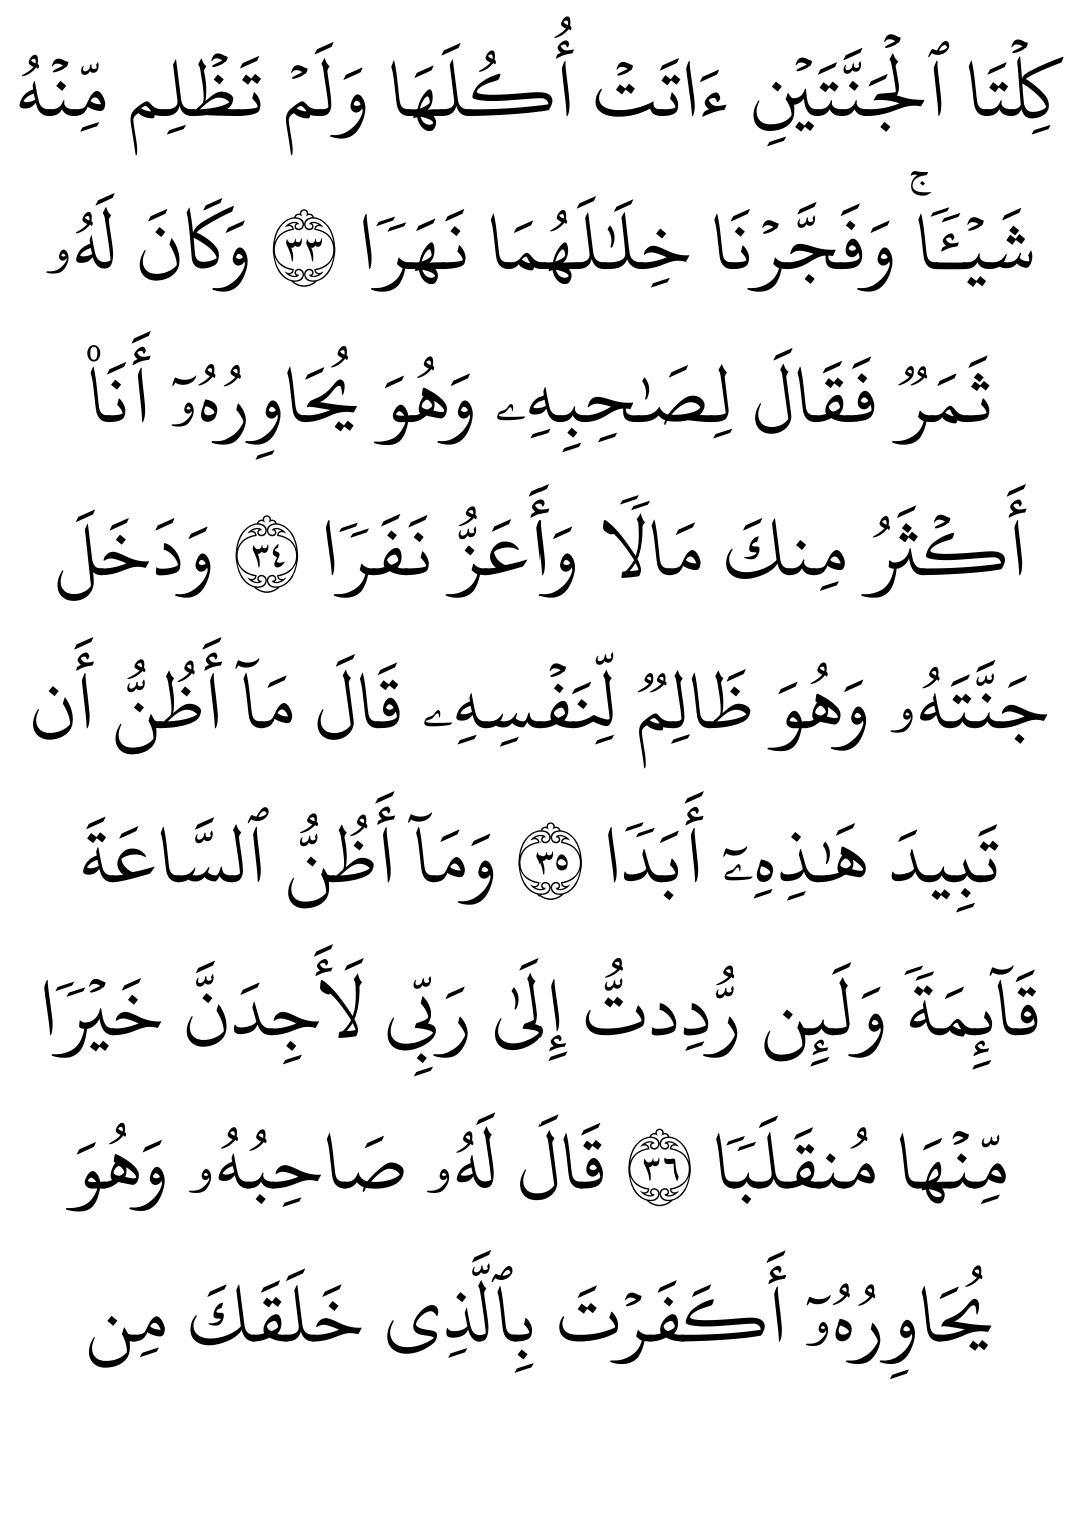 كِلۡتَا ٱلۡجَنَّتَيۡنِ ءَاتَتۡ أُكُلَهَا وَلَمۡ تَظۡلِم مِّنۡهُ
شَيۡـَٔٗاۚ وَفَجَّرۡنَا خِلَٰلَهُمَا نَهَرٗا ٣٣ وَكَانَ لَهُۥ
ثَمَرٞ فَقَالَ لِصَٰحِبِهِۦ وَهُوَ يُحَاوِرُهُۥٓ أَنَا۠
أَكۡثَرُ مِنكَ مَالٗا وَأَعَزُّ نَفَرٗا ٣٤ وَدَخَلَ
جَنَّتَهُۥ وَهُوَ ظَالِمٞ لِّنَفۡسِهِۦ قَالَ مَآ أَظُنُّ أَن
تَبِيدَ هَٰذِهِۦٓ أَبَدٗا ٣٥ وَمَآ أَظُنُّ ٱلسَّاعَةَ
قَآئِمَةٗ وَلَئِن رُّدِدتُّ إِلَىٰ رَبِّي لَأَجِدَنَّ خَيۡرٗا
مِّنۡهَا مُنقَلَبٗا ٣٦ قَالَ لَهُۥ صَاحِبُهُۥ وَهُوَ
يُحَاوِرُهُۥٓ أَكَفَرۡتَ بِٱلَّذِي خَلَقَكَ مِن